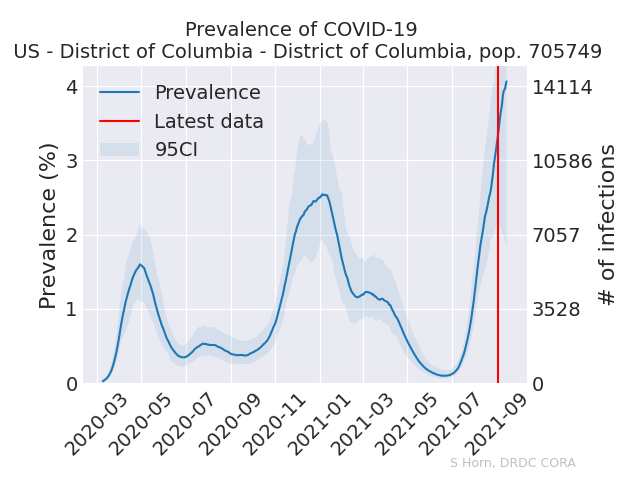 Prevalence of COVID-19
US - District of Columbia - District of Columbia, pop. 705749
Prevalence
Latest data
95CI
Prevalence (%)
4
3
2
1
0
14114
10586
7057
3528
0
# of infections
2020-03
2020-05
2020-07
2020-09
2020-11
2021-01
2021-03
2021-05
2021-07
2021-09
S Horn, DRDC CORA